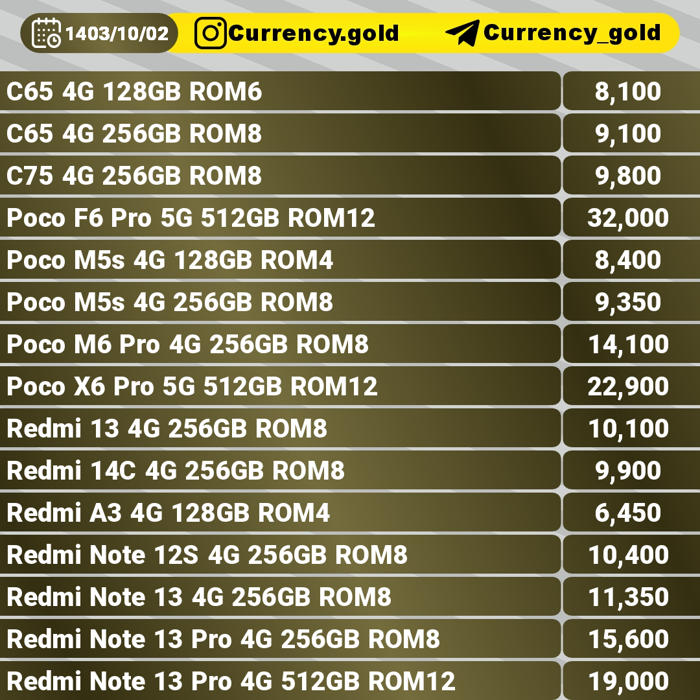 1403/10/02 Currency.gold Currency_gold
C65 4G 128GB ROM6 8,100
C65 4G 256GB ROM8 9,100
C75 4G 256GB ROM8 9,800
Poco F6 Pro 5G 512GB ROM12 32,000
Poco M5s 4G 128GB ROM4 8,400
Poco M5s 4G 256GB ROM8 9,350
Poco M6 Pro 4G 256GB ROM8 14,100
Poco X6 Pro 5G 512GB ROM12 22,900
Redmi 13 4G 256GB ROM8 10,100
Redmi 14C 4G 256GB ROM8 9,900
Redmi A3 4G 128GB ROM4 6,450
Redmi Note 12S 4G 256GB ROM8 10,400
Redmi Note 13 4G 256GB ROM8 11,350
Redmi Note 13 Pro 4G 256GB ROM8 15,600
Redmi Note 13 Pro 4G 512GB ROM12 19,000